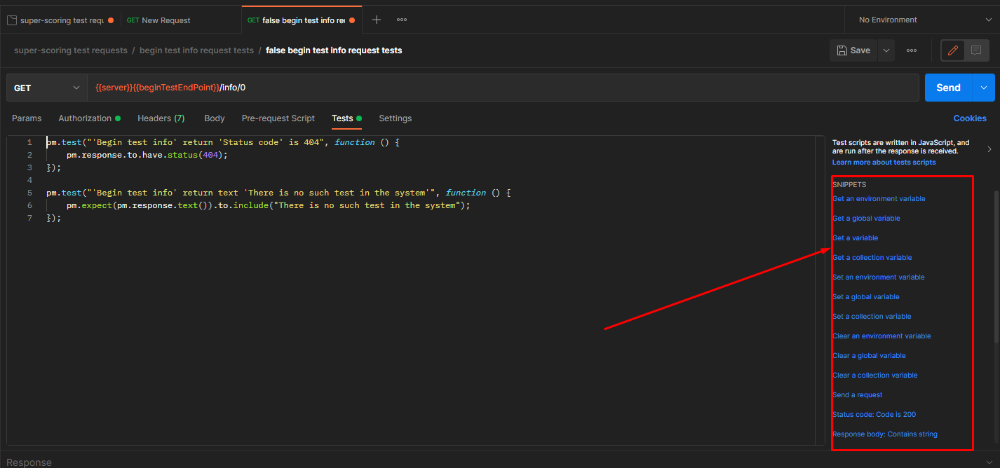 super-scoring test requ
GET New Request
GET false begin test info re
No Environment
super-scoring test requests / begin test info request tests / false begin test info request tests
Save
GET
{{server}}{{beginTestEndPoint}}/info/0
Send
Params Authorization Headers (7) Body Pre-request Script Tests Settings
Cookies
1 pm.test("'Begin test info' return 'Status code' is 404", function () {
2 pm.response.to.have.status(404);
3 });
4
5 pm.test("'Begin test info' return text 'There is no such test in the system'", function () {
6 pm.expect(pm.response.text()).to.include("There is no such test in the system");
7 });
Test scripts are written in JavaScript, and
are run after the response is received.
Learn more about tests scripts
SNIPPETS
Get an environment variable
Get a global variable
Get a variable
Get a collection variable
Set an environment variable
Set a global variable
Set a collection variable
Clear an environment variable
Clear a global variable
Clear a collection variable
Send a request
Status code: Code is 200
Response body: Contains string
Response